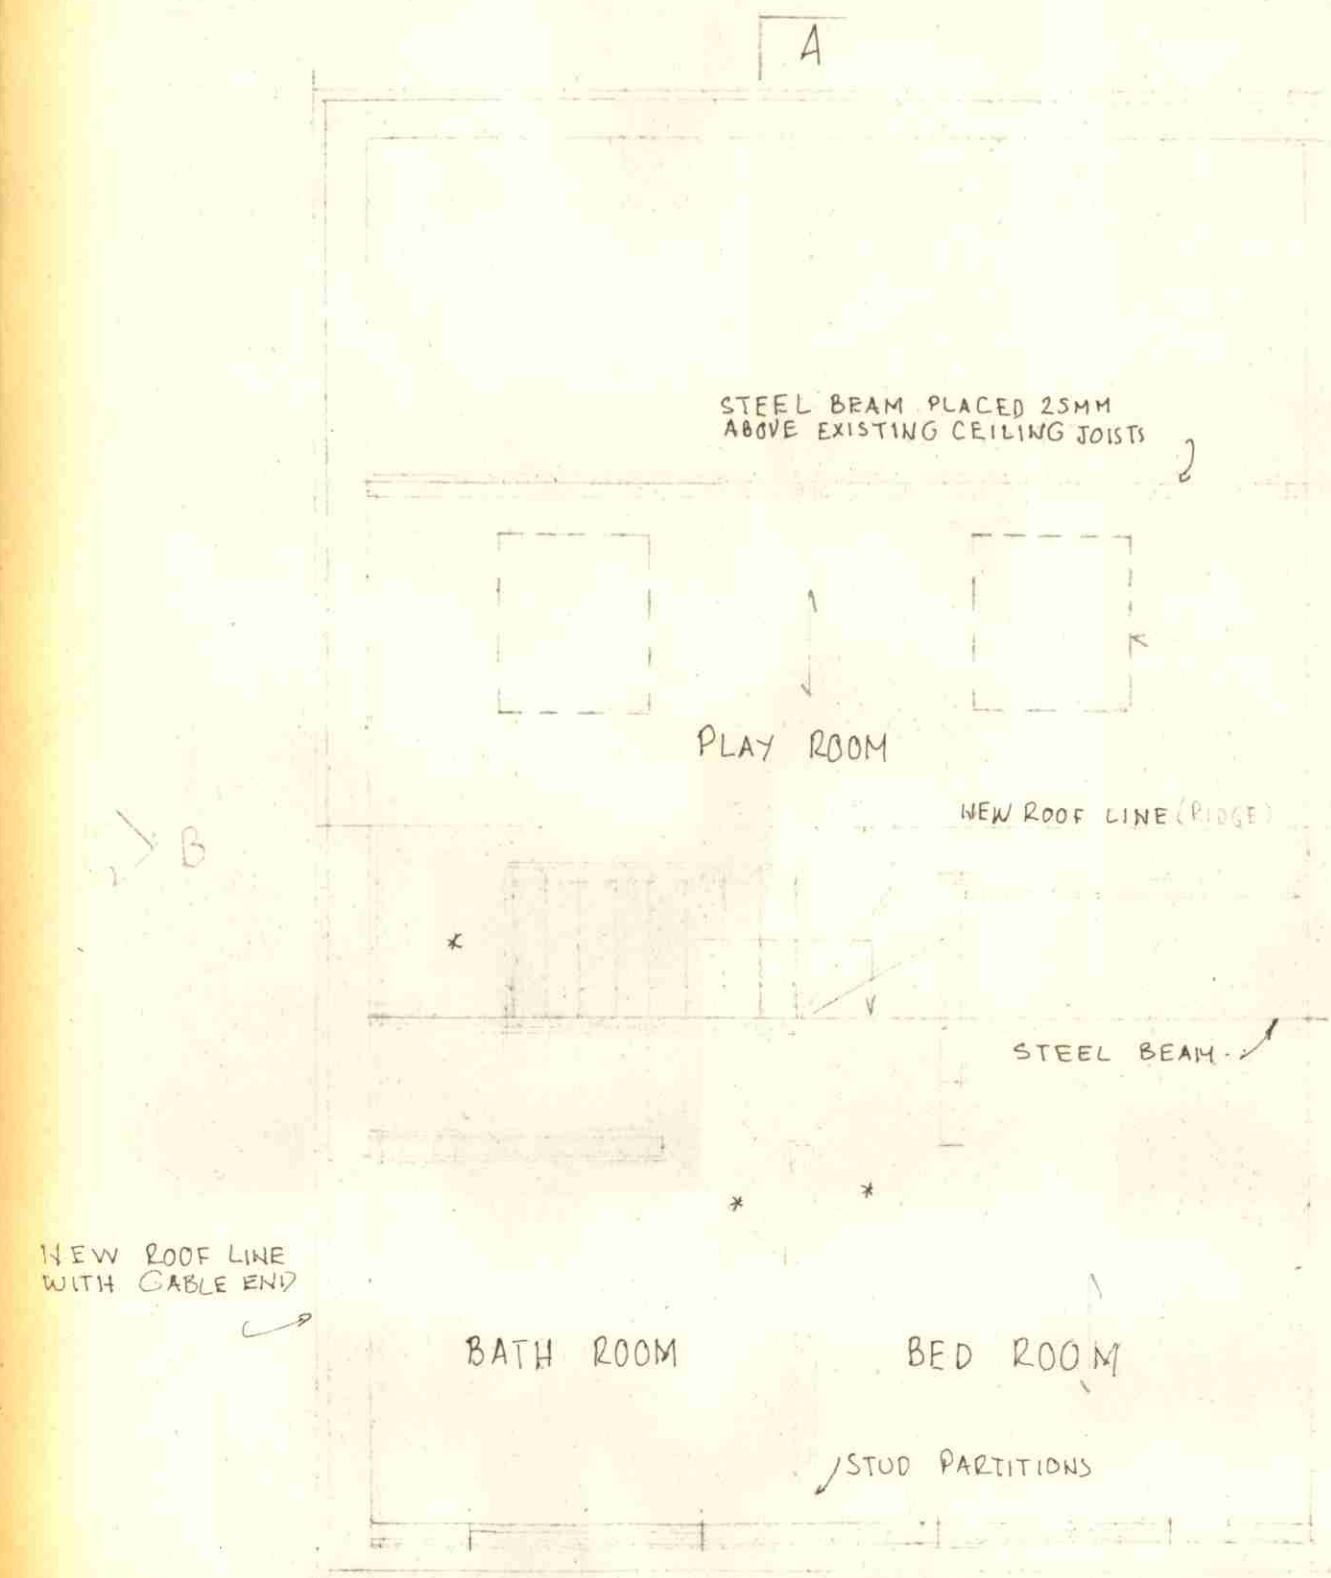 A
STEEL BEAM PLACED 25MM
ABOVE EXISTING CEILING JOISTS
PLAY ROOM
NEW ROOF LINE (RIDGE)
B
*
STEEL BEAM
* *
NEW ROOF LINE
WITH GABLE END
BATH ROOM BED ROOM
STUD PARTITIONS